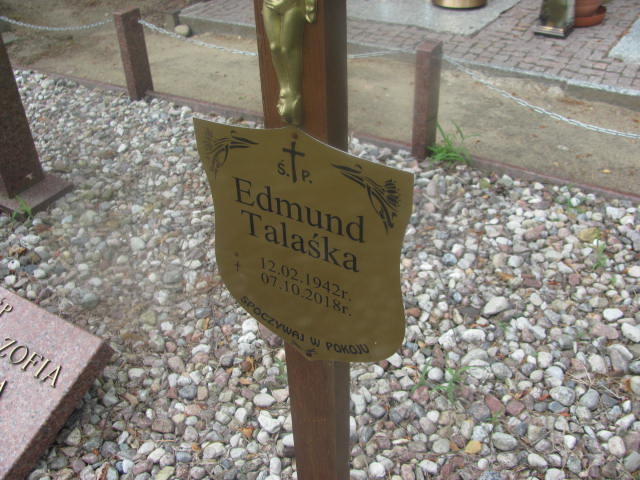 Ś. P.
Edmund
Talaśka
* 12.02.1942r.
† 07.10.2018r.
SPOCZYWAJ W POKOJU
ZOFIA